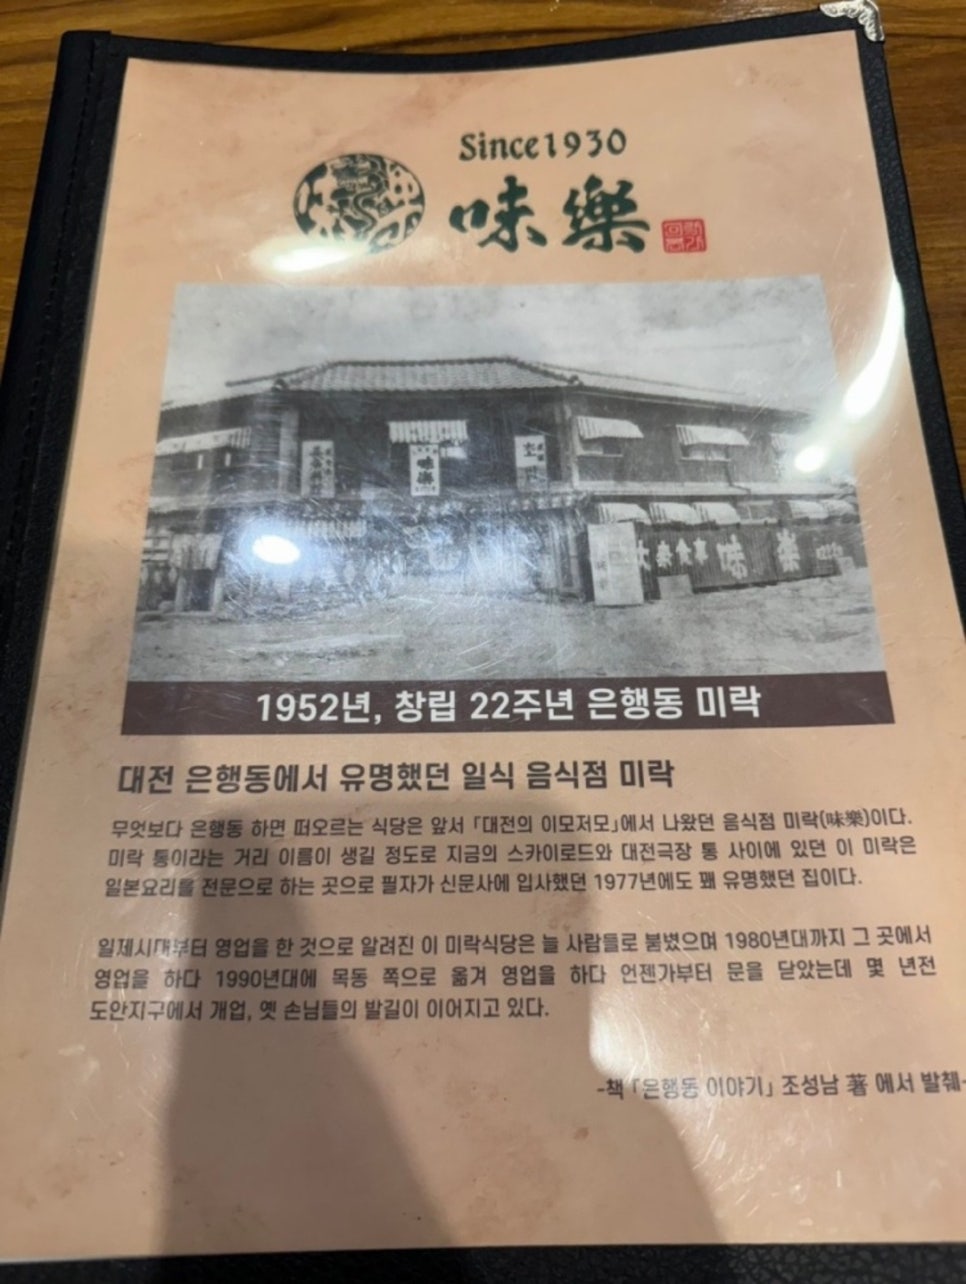 Since1930
味樂
味樂
大衆食事 味樂
1952년, 창립 22주년 은행동 미락
대전 은행동에서 유명했던 일식 음식점 미락
무엇보다 은행동 하면 떠오르는 식당은 앞서 「대전의 이모저모」에서 나왔던 음식점 미락(味樂)이다.
미락 통이라는 거리 이름이 생길 정도로 지금의 스카이로드와 대전극장 통 사이에 있던 이 미락은
일본요리를 전문으로 하는 곳으로 필자가 신문사에 입사했던 1977년에도 꽤 유명했던 집이다.
일제시대부터 영업을 한 것으로 알려진 이 미락식당은 늘 사람들로 붐볐으며 1980년대까지 그 곳에서
영업을 하다 1990년대에 목동 쪽으로 옮겨 영업을 하다 언젠가부터 문을 닫았는데 몇 년전
도안지구에서 개업, 옛 손님들의 발길이 이어지고 있다.
-책 「은행동 이야기」 조성남 著 에서 발췌-